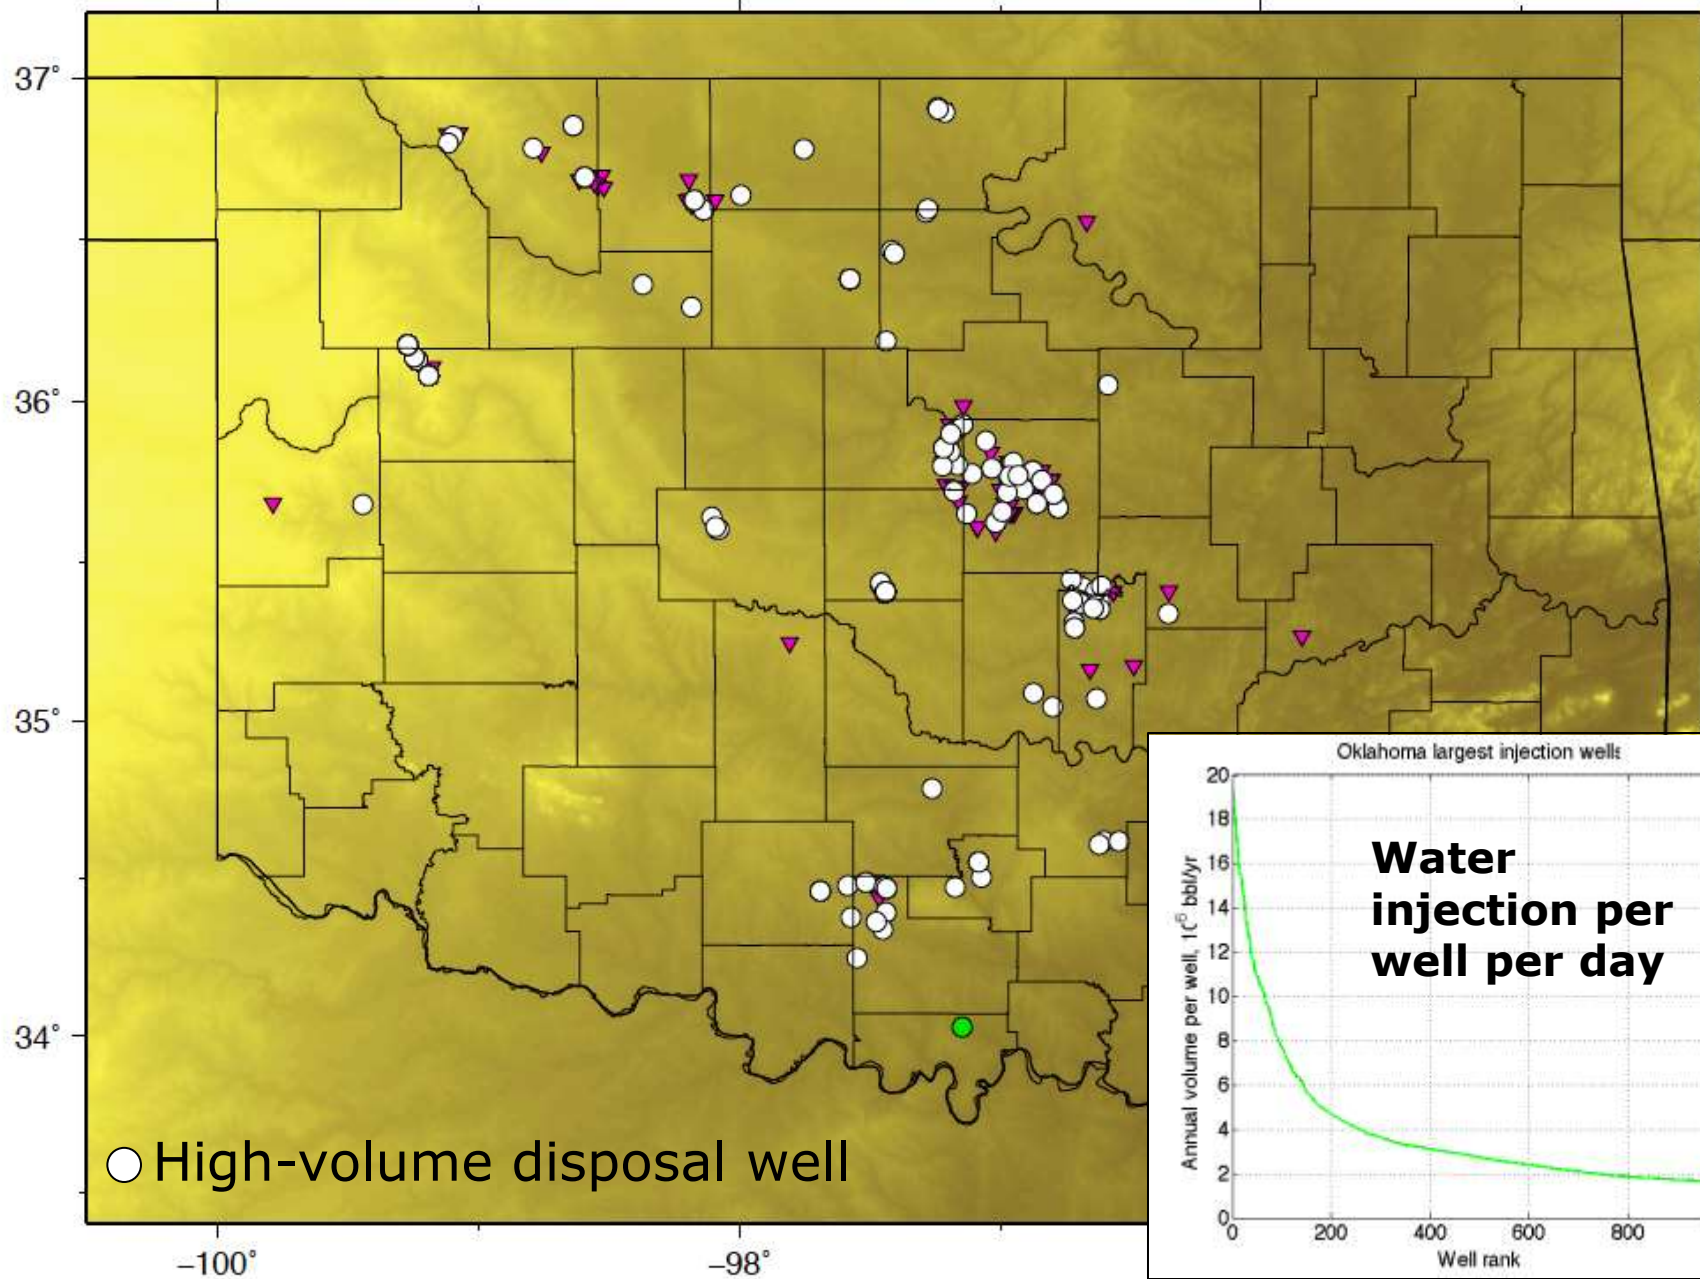 37°
36°
35°
34°
−100°
−98°
High-volume disposal well
Oklahoma largest injection wells
Water
injection per
well per day
Annual volume per well, 10⁶ bbl/yr
20
18
16
14
12
10
8
6
4
2
0
0 200 400 600 800
Well rank